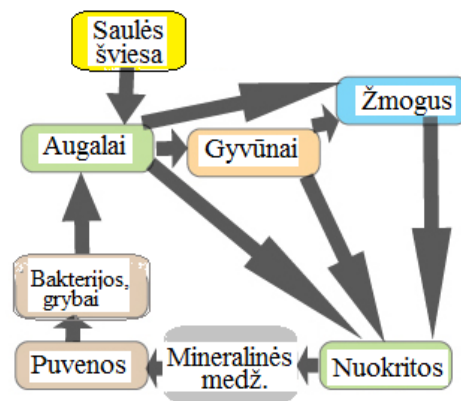 Saulės
šviesa
Žmogus
Augalai
Gyvūnai
Bakterijos,
grybai
Puvenos
Mineralinės
medž.
Nuokritos